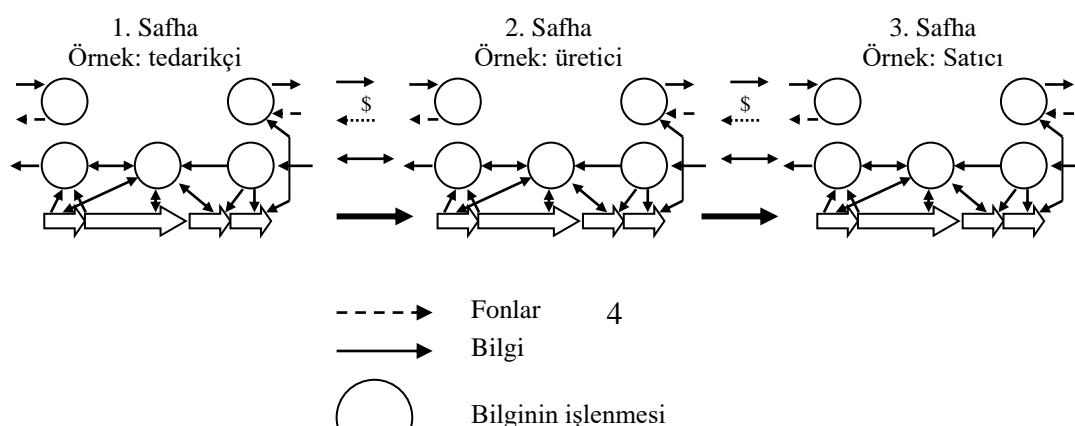 1. Safha
Örnek: tedarikçi
2. Safha
Örnek: üretici
3. Safha
Örnek: Satıcı
$
$
Fonlar 4
Bilgi
Bilginin işlenmesi